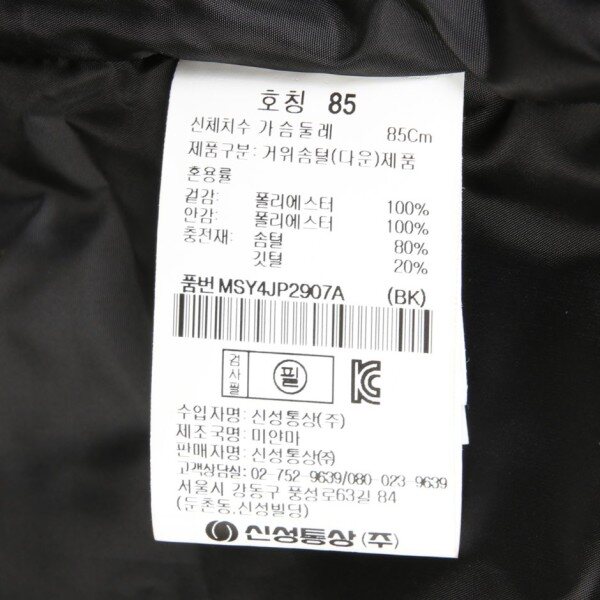 호칭 85
신체치수 가슴둘레 85Cm
제품구분: 거위솜털(다운)제품
혼용률
겉감: 폴리에스터 100%
안감: 폴리에스터 100%
충전재: 솜털 80%
깃털 20%
품번 MSY4JP2907A (BK)
검사필 필
수입자명: 신성통상(주)
제조국명: 미얀마
판매자명: 신성통상㈜
고객상담실: 02-752-9639/080-023-9639
서울시 강동구 풍성로63길 84
(둔촌동,신성빌딩)
신성통상(주)